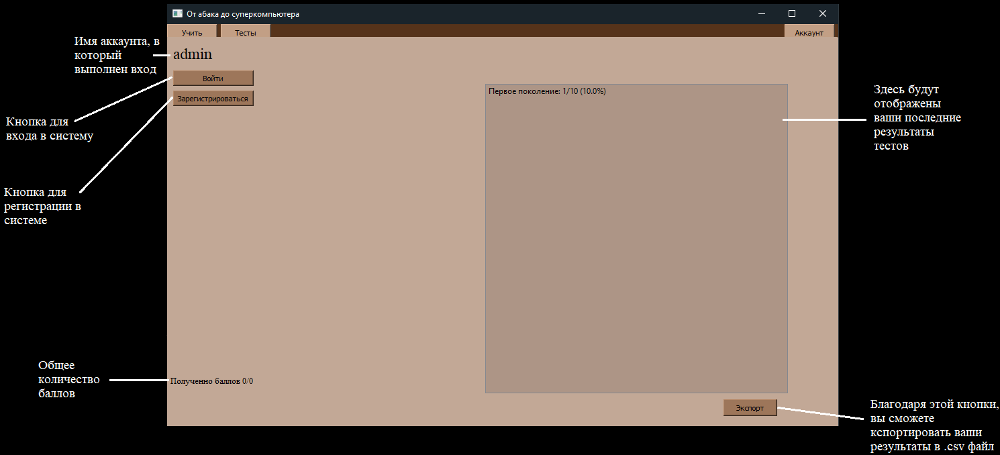 От абака до суперкомпьютера
Учить
Тесты
Аккаунт
Имя аккаунта, в
который
выполнен вход
admin
Войти
Зарегистрироваться
Кнопка для
входа в систему
Кнопка для
регистрации в
системе
Первое поколение: 1/10 (10.0%)
Здесь будут
отображены
ваши последние
результаты
тестов
Общее
количество
баллов
Полученно баллов 0/0
Экспорт
Благодаря этой кнопки,
вы сможете
кспортировать ваши
результаты в .csv файл